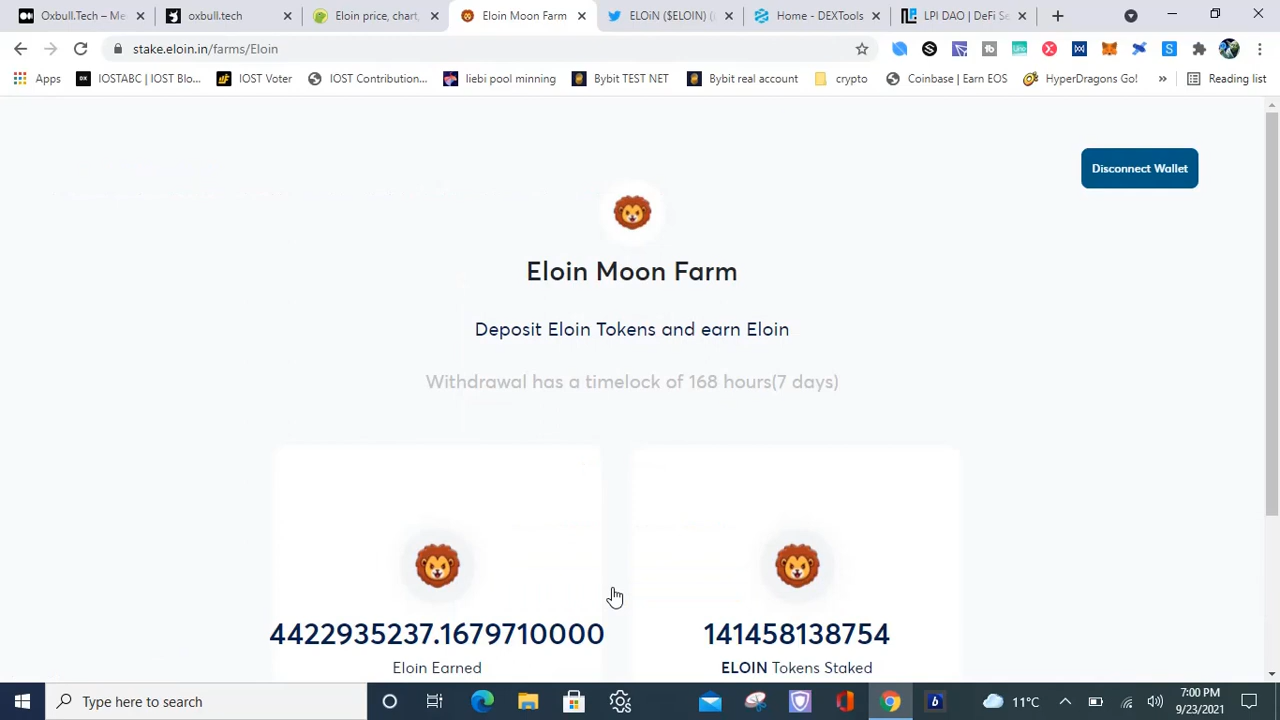 Oxbull.Tech – Me
oxbull.tech
Eloin price, chart,
Eloin Moon Farm
ELOiN ($ELOIN) (
Home - DEXTools
LPI DAO | DeFi Se
stake.eloin.in/farms/Eloin
Apps
IOSTABC | IOST Blo...
IOST Voter
IOST Contribution...
liebi pool minning
Bybit TEST NET
Bybit real account
crypto
Coinbase | Earn EOS
HyperDragons Go!
»
Reading list
Disconnect Wallet
Eloin Moon Farm
Deposit Eloin Tokens and earn Eloin
Withdrawal has a timelock of 168 hours(7 days)
4422935237.1679710000
Eloin Earned
141458138754
ELOIN Tokens Staked
Type here to search
11°C
7:00 PM
9/23/2021